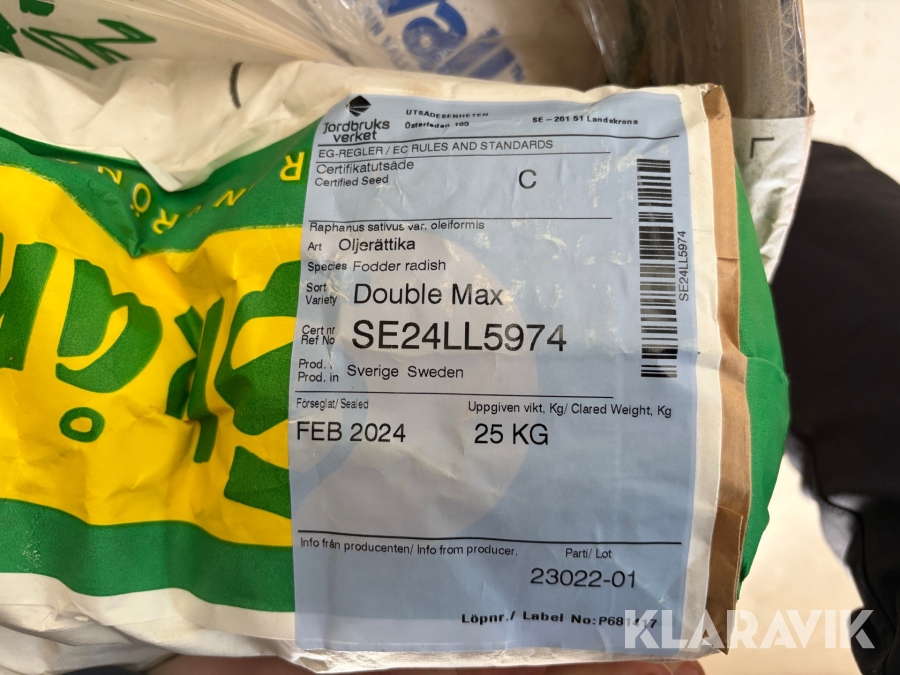 Jordbruks
verket
UTSÄDESENHETEN
Österleden 165
SE-261 51 Landskrona
EG-REGLER / EC RULES AND STANDARDS
Certifikatutsäde
Certified Seed
C
Raphanus sativus var. oleiformis
Art Oljerättika
Species Fodder radish
Sort
Variety Double Max
Cert nr
Ref No SE24LL5974
Prod. i
Prod. in Sverige Sweden
Förseglat/ Sealed
Uppgiven vikt, Kg/ Clared Weight, Kg
FEB 2024
25 KG
Info från producenten/ Info from producer.
Parti/ Lot
23022-01
Löpnr./ Label No:
SE24LL5974
KLARAVIK